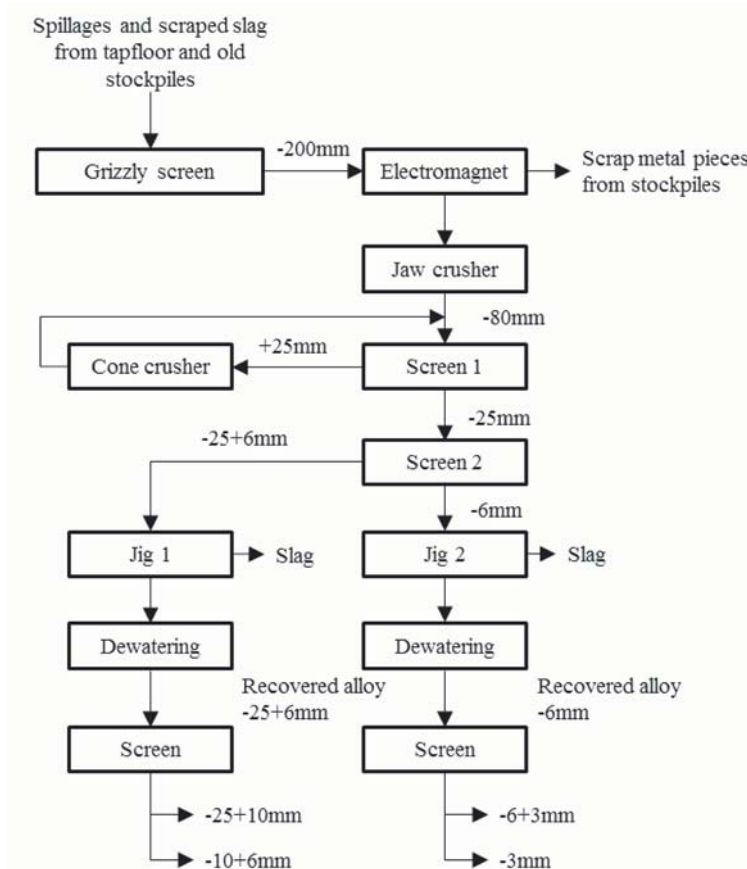 Spillages and scraped slag
from tapfloor and old
stockpiles
-200mm
Grizzly screen
Electromagnet
Scrap metal pieces
from stockpiles
Jaw crusher
-80mm
+25mm
Cone crusher
Screen 1
-25mm
-25+6mm
Screen 2
-6mm
Jig 1
Slag
Jig 2
Slag
Dewatering
Dewatering
Recovered alloy
-25+6mm
Recovered alloy
-6mm
Screen
Screen
-25+10mm
-6+3mm
-10+6mm
-3mm